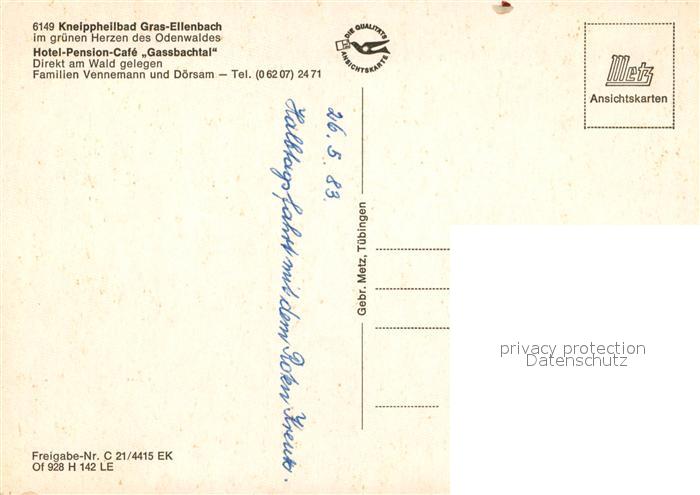 6149 Kneippheilbad Gras-Ellenbach
im grünen Herzen des Odenwaldes
Hotel-Pension-Café „Gassbachtal“
Direkt am Wald gelegen
Familien Vennemann und Dörsam — Tel. (0 62 07) 24 71
DIE QUALITÄTS
ANSICHTSKARTE
Metz
Ansichtskarten
26. 5. 83.
Halbtagsfahrt mit dem Roten Kreuz.
Gebr. Metz, Tübingen
privacy protection
Datenschutz
Freigabe-Nr. C 21/4415 EK
Of 928 H 142 LE